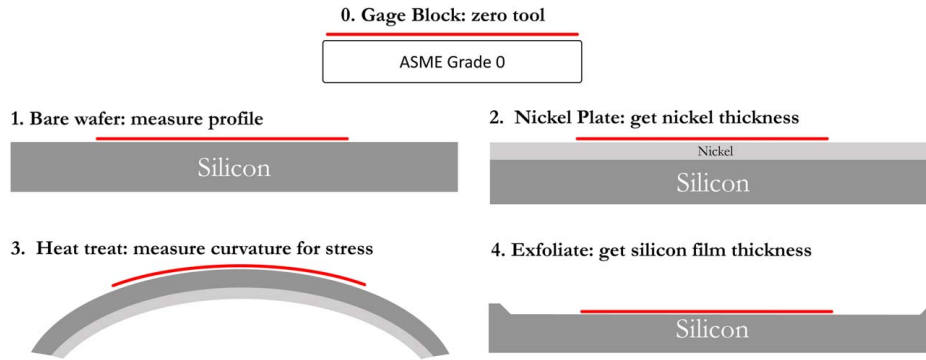 0. Gage Block: zero tool
ASME Grade 0
1. Bare wafer: measure profile
Silicon
2. Nickel Plate: get nickel thickness
Nickel
Silicon
3. Heat treat: measure curvature for stress
4. Exfoliate: get silicon film thickness
Silicon